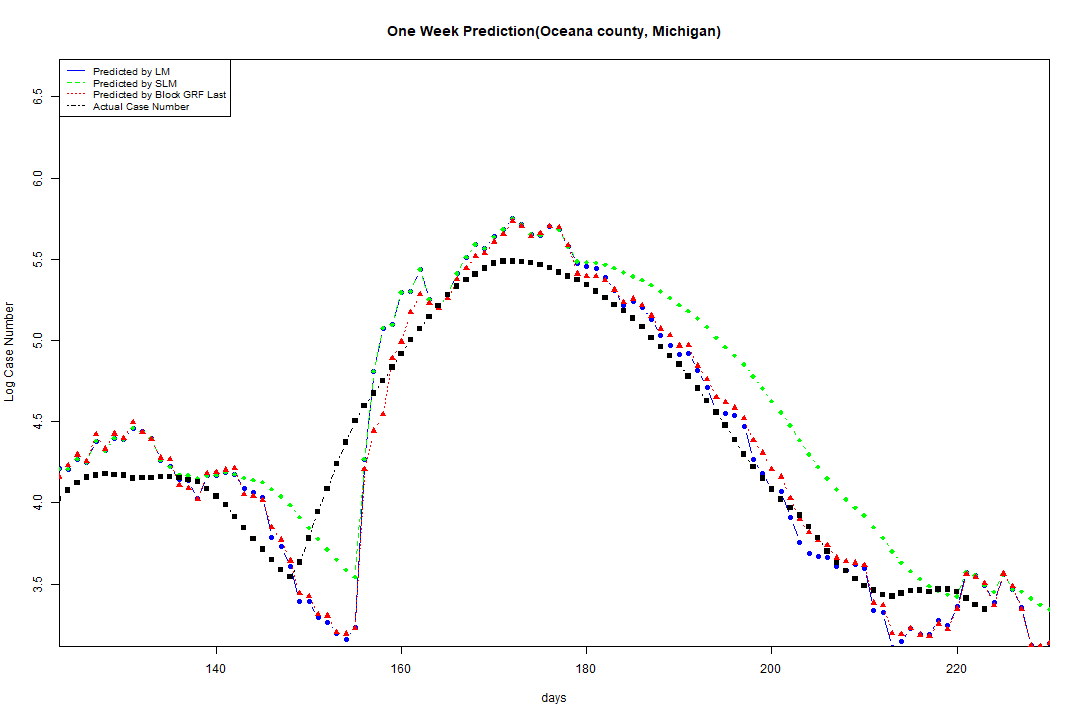 One Week Prediction(Oceana county, Michigan)
Predicted by LM
Predicted by SLM
Predicted by Block GRF Last
Actual Case Number
6.5
6.0
5.5
5.0
4.5
4.0
3.5
Log Case Number
140 160 180 200 220
days